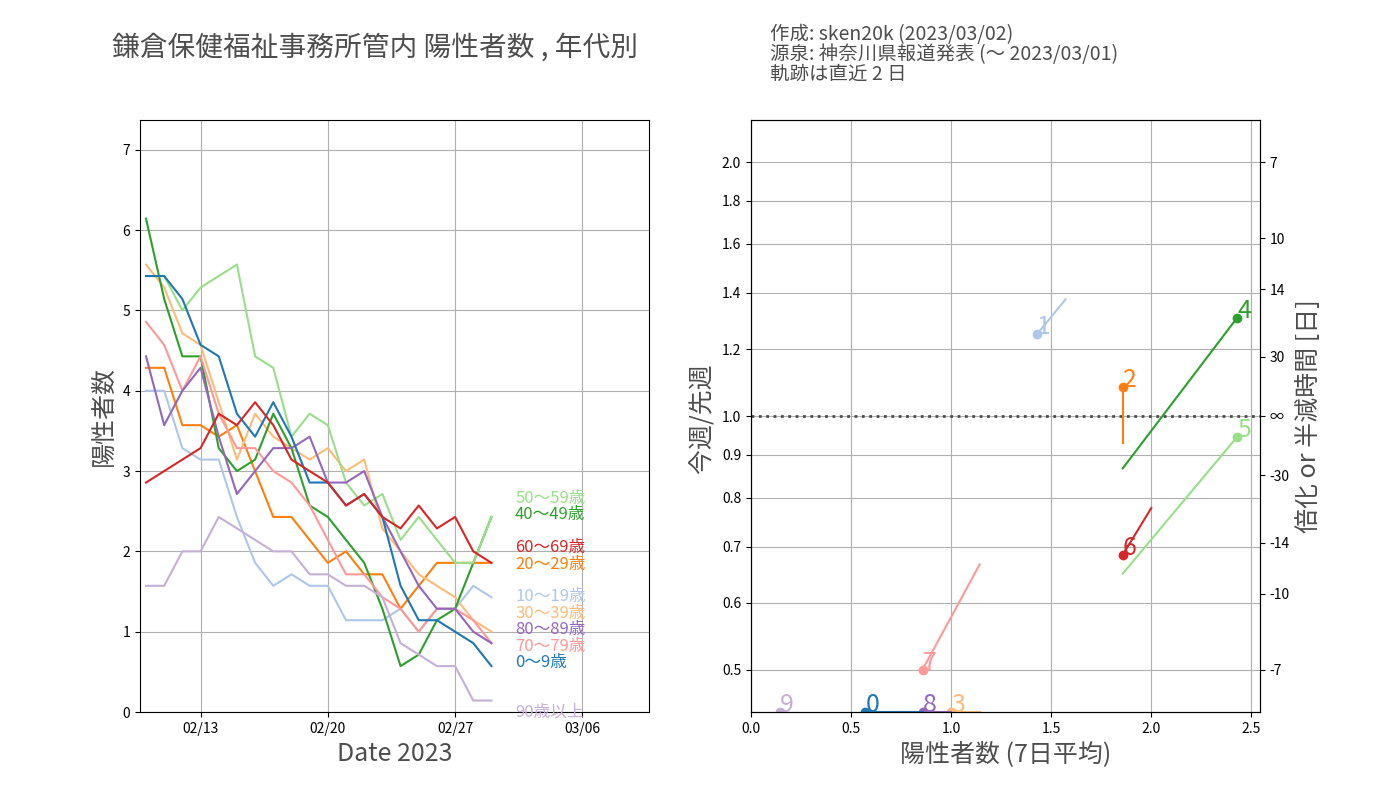 鎌倉保健福祉事務所管内 陽性者数 , 年代別
作成: sken20k (2023/03/02)
源泉: 神奈川県報道発表 (～ 2023/03/01)
軌跡は直近 2 日
陽性者数
7
6
5
4
3
2
1
0
02/13
02/20
02/27
03/06
Date 2023
50～59歳
40～49歳
60～69歳
20～29歳
10～19歳
30～39歳
80～89歳
70～79歳
0～9歳
90歳以上
今週/先週
2.0
1.8
1.6
1.4
1.2
1.0
0.9
0.8
0.7
0.6
0.5
0.0
0.5
1.0
1.5
2.0
2.5
陽性者数 (7日平均)
1
4
2
5
6
7
9
0
8
3
7
10
14
30
∞
-30
-14
-10
-7
倍化 or 半減時間 [日]